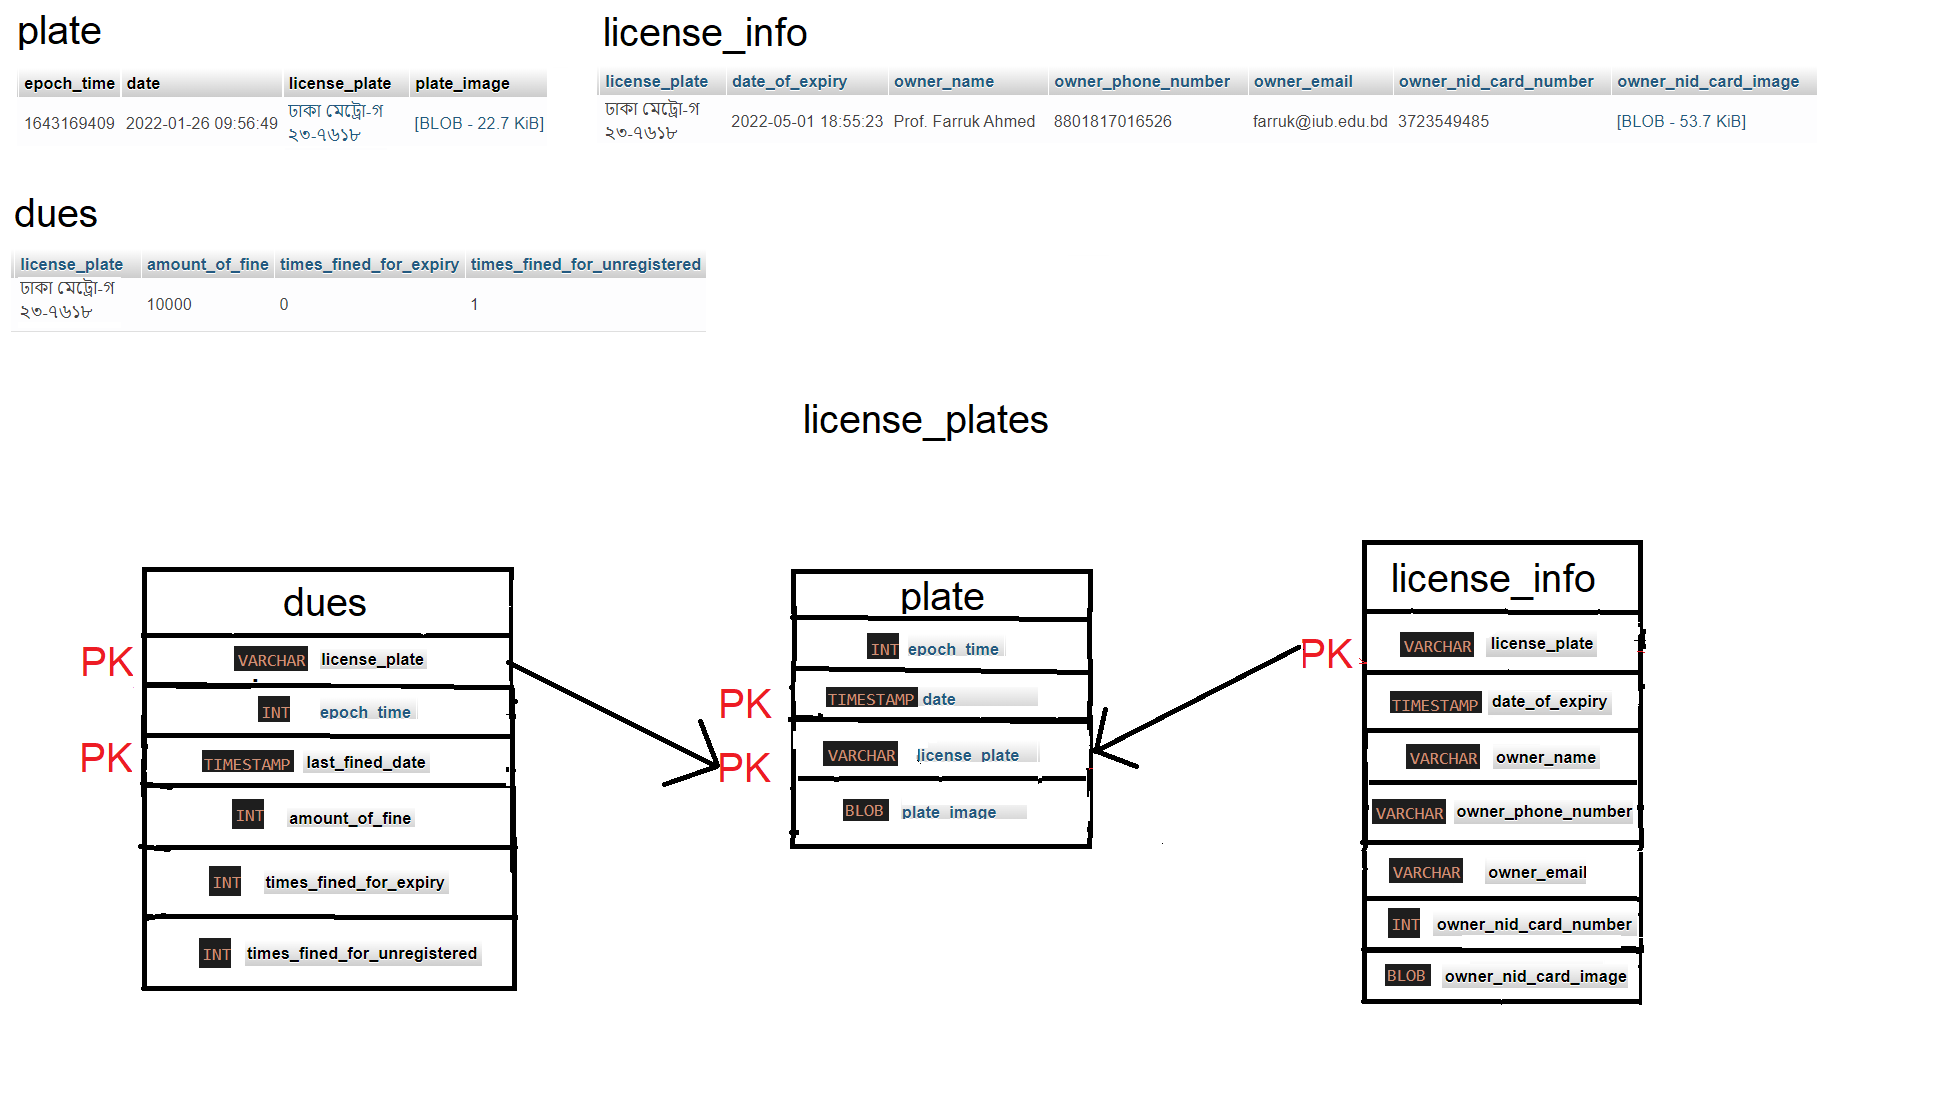 plate
epoch_time date license_plate plate_image
1643169409 2022-01-26 09:56:49 ঢাকা মেট্রো-গ ২৩-৭৬১৮ [BLOB - 22.7 KiB]
license_info
license_plate date_of_expiry owner_name owner_phone_number owner_email owner_nid_card_number owner_nid_card_image
ঢাকা মেট্রো-গ ২৩-৭৬১৮ 2022-05-01 18:55:23 Prof. Farruk Ahmed 8801817016526 farruk@iub.edu.bd 3723549485 [BLOB - 53.7 KiB]
dues
license_plate amount_of_fine times_fined_for_expiry times_fined_for_unregistered
ঢাকা মেট্রো-গ ২৩-৭৬১৮ 10000 0 1
license_plates
dues
PK VARCHAR license_plate
INT epoch_time
PK TIMESTAMP last_fined_date
INT amount_of_fine
INT times_fined_for_expiry
INT times_fined_for_unregistered
plate
INT epoch_time
PK TIMESTAMP date
PK VARCHAR license_plate
BLOB plate_image
license_info
PK VARCHAR license_plate
TIMESTAMP date_of_expiry
VARCHAR owner_name
VARCHAR owner_phone_number
VARCHAR owner_email
INT owner_nid_card_number
BLOB owner_nid_card_image